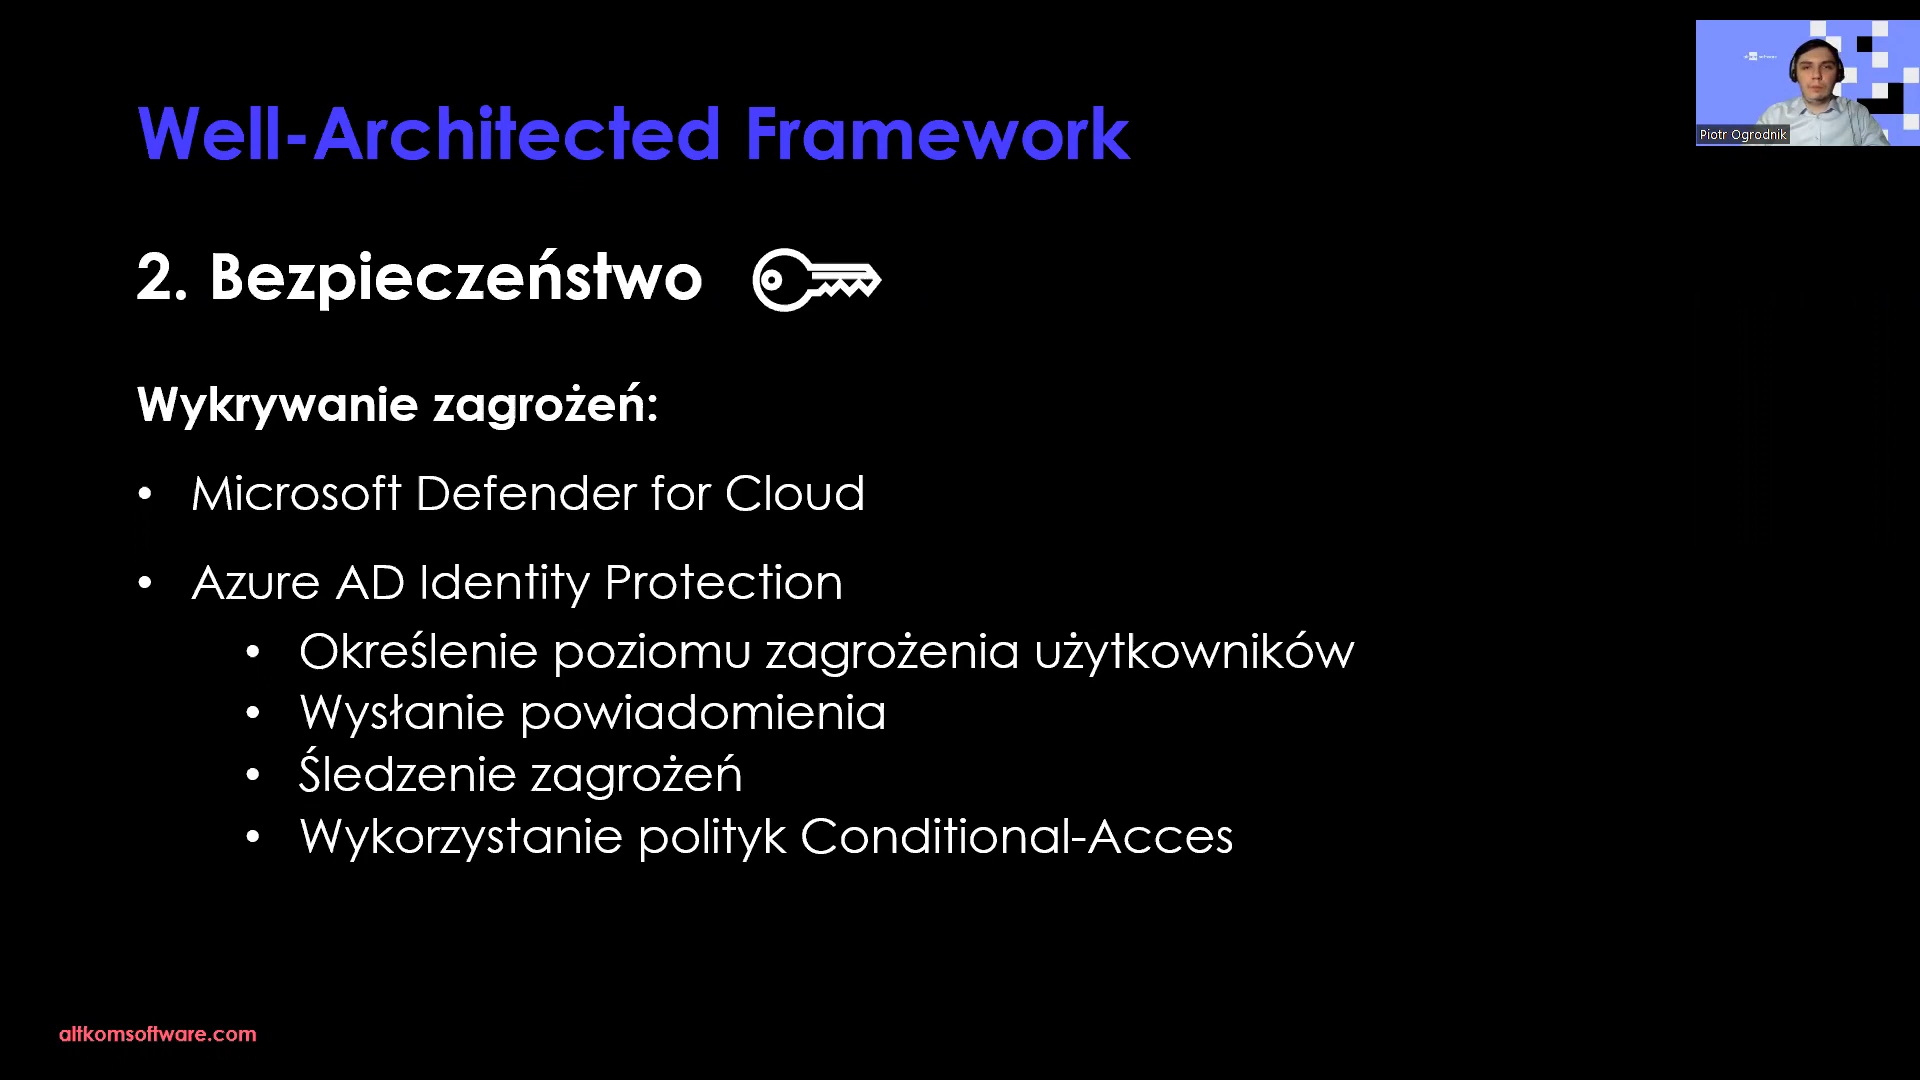 Well-Architected Framework
2. Bezpieczeństwo
Wykrywanie zagrożeń:
• Microsoft Defender for Cloud
• Azure AD Identity Protection
• Określenie poziomu zagrożenia użytkowników
• Wysłanie powiadomienia
• Śledzenie zagrożeń
• Wykorzystanie polityk Conditional-Acces
altkomsoftware.com
Piotr Ogrodnik